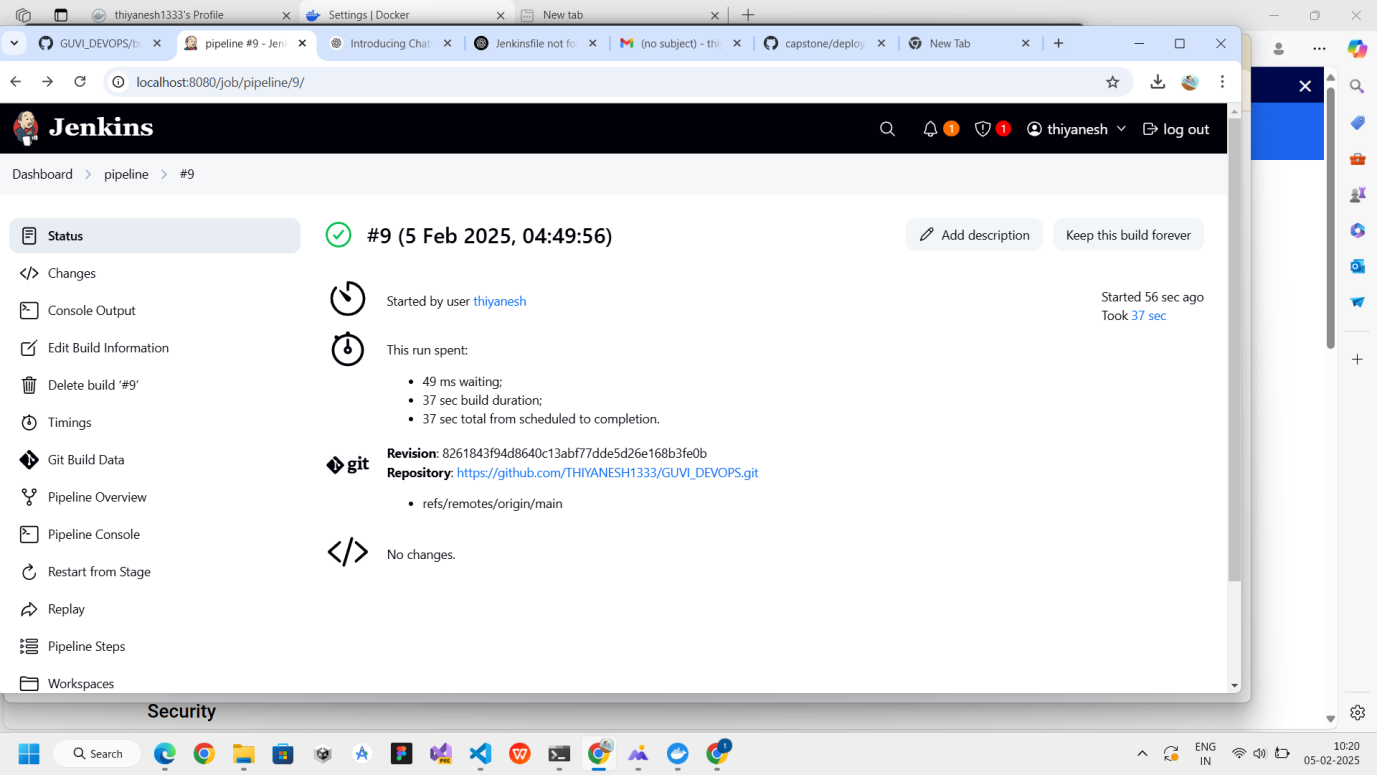 thiyanesh1333's Profile
Settings | Docker
New tab
GUVI_DEVOPS/bu
pipeline #9 - Jenk
Introducing Chat
Jenkinsfile not fo
(no subject) - thiy
capstone/deploy.
New Tab
localhost:8080/job/pipeline/9/
Jenkins
1
1
thiyanesh
log out
Dashboard
pipeline
#9
Status
Changes
Console Output
Edit Build Information
Delete build ‘#9’
Timings
Git Build Data
Pipeline Overview
Pipeline Console
Restart from Stage
Replay
Pipeline Steps
Workspaces
#9 (5 Feb 2025, 04:49:56)
Add description
Keep this build forever
Started by user thiyanesh
Started 56 sec ago
Took 37 sec
This run spent:
49 ms waiting;
37 sec build duration;
37 sec total from scheduled to completion.
git
Revision: 8261843f94d8640c13abf77dde5d26e168b3fe0b
Repository: https://github.com/THIYANESH1333/GUVI_DEVOPS.git
refs/remotes/origin/main
No changes.
Security
Search
PRE
1
ENG
IN
10:20
05-02-2025